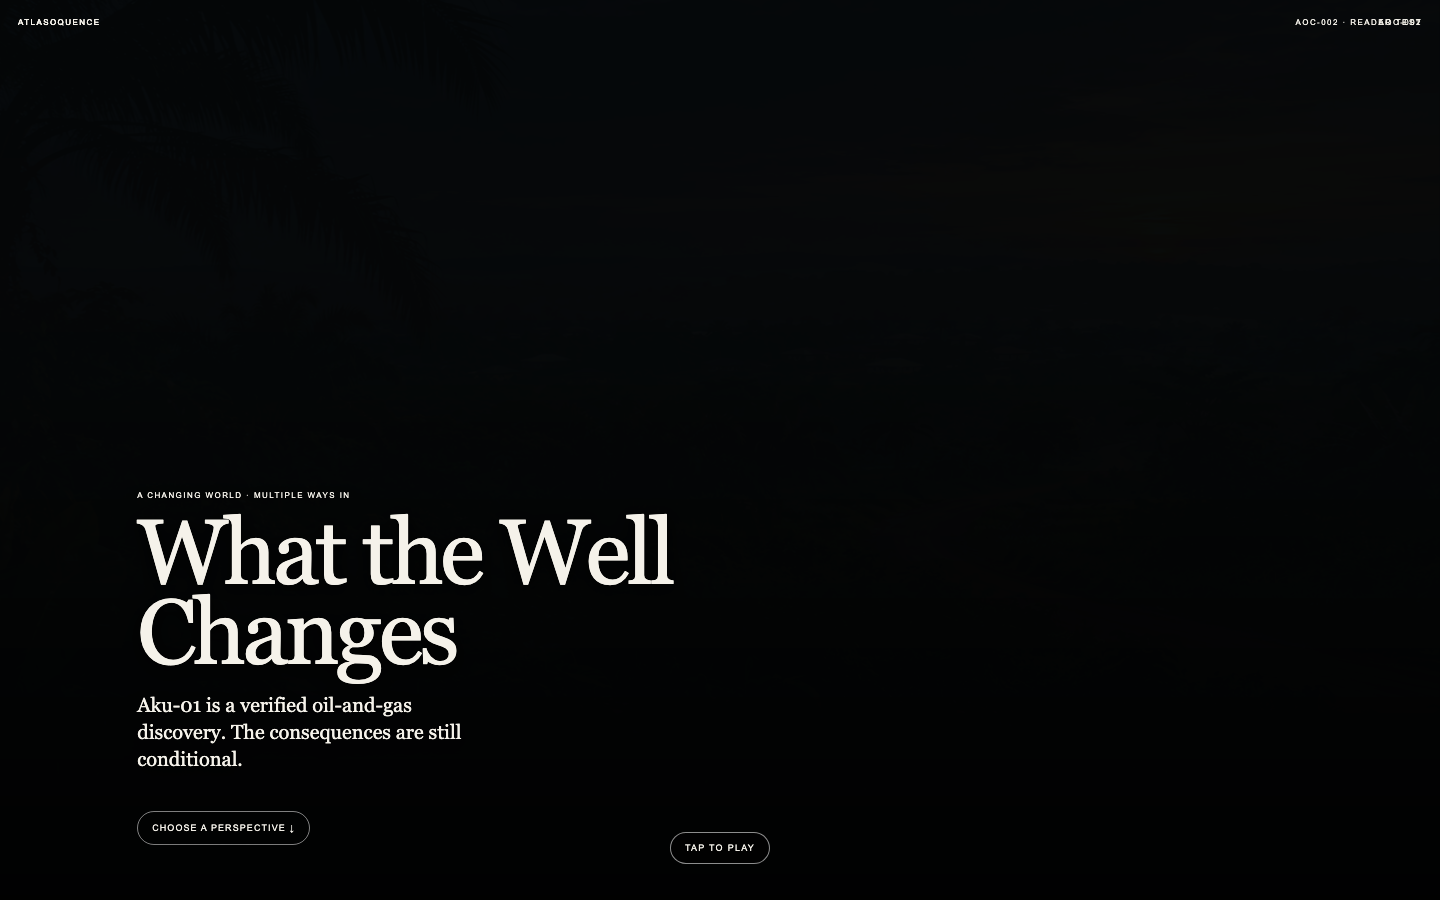 ATLASOQUENCE
AOC-002 · READER
A CHANGING WORLD · MULTIPLE WAYS IN
What the Well
Changes
Aku-01 is a verified oil-and-gas
discovery. The consequences are still
conditional.
CHOOSE A PERSPECTIVE ↓
TAP TO PLAY